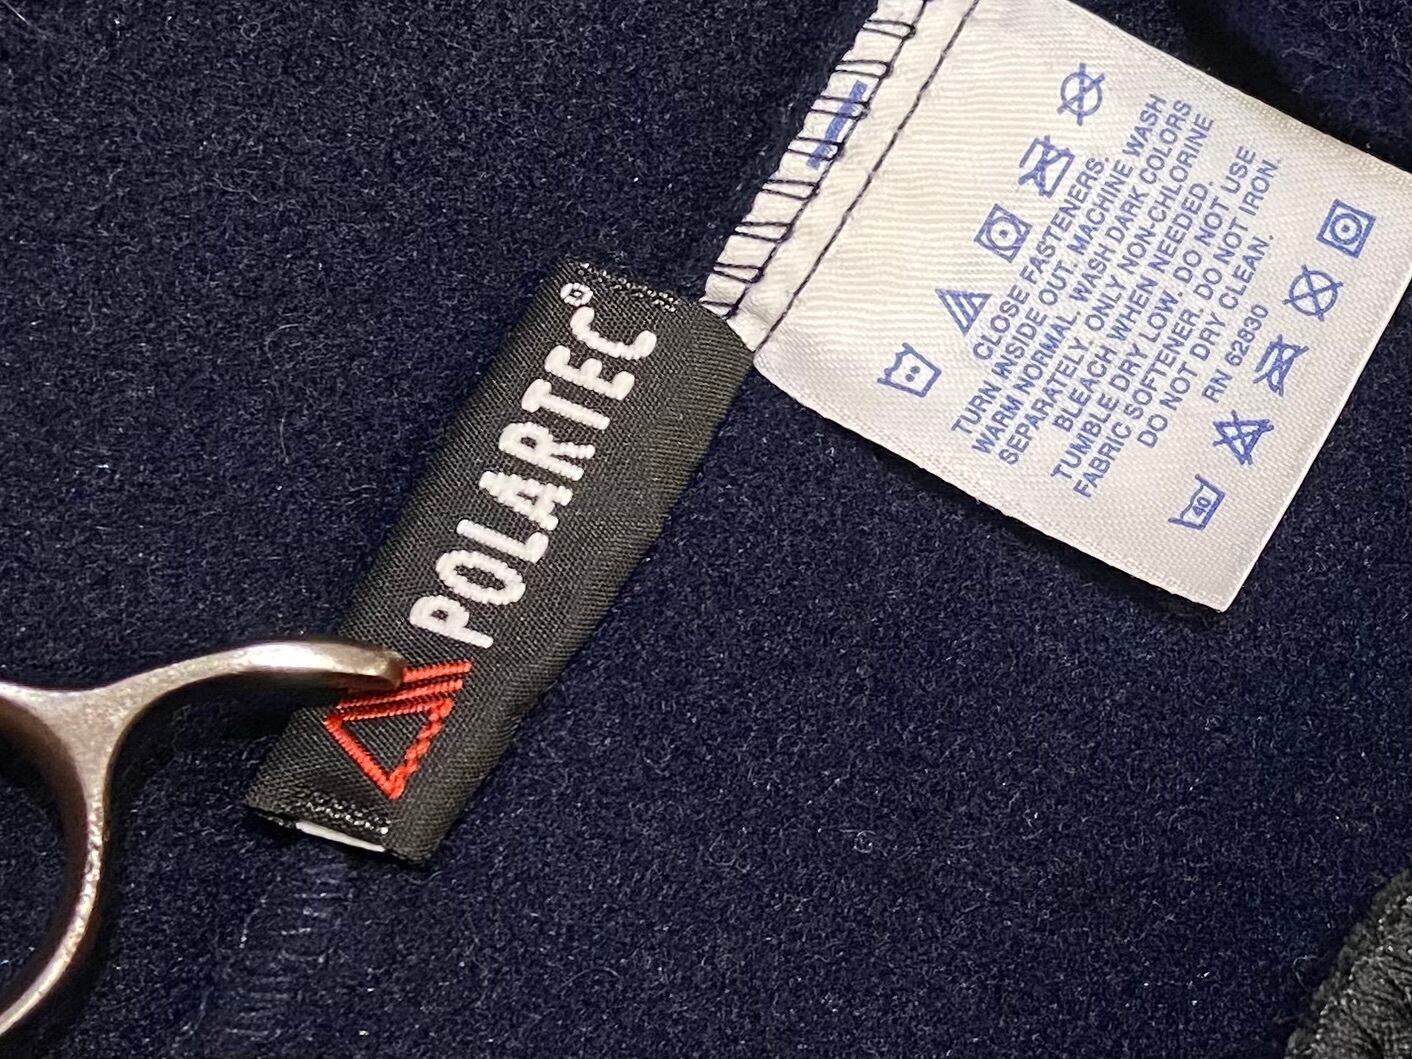 POLARTEC®
CLOSE FASTENERS.
TURN INSIDE OUT. MACHINE WASH
WARM NORMAL. WASH DARK COLORS
SEPARATELY. ONLY NON-CHLORINE
BLEACH WHEN NEEDED.
TUMBLE DRY LOW. DO NOT USE
FABRIC SOFTENER. DO NOT IRON.
DO NOT DRY CLEAN.
RN 62830
40